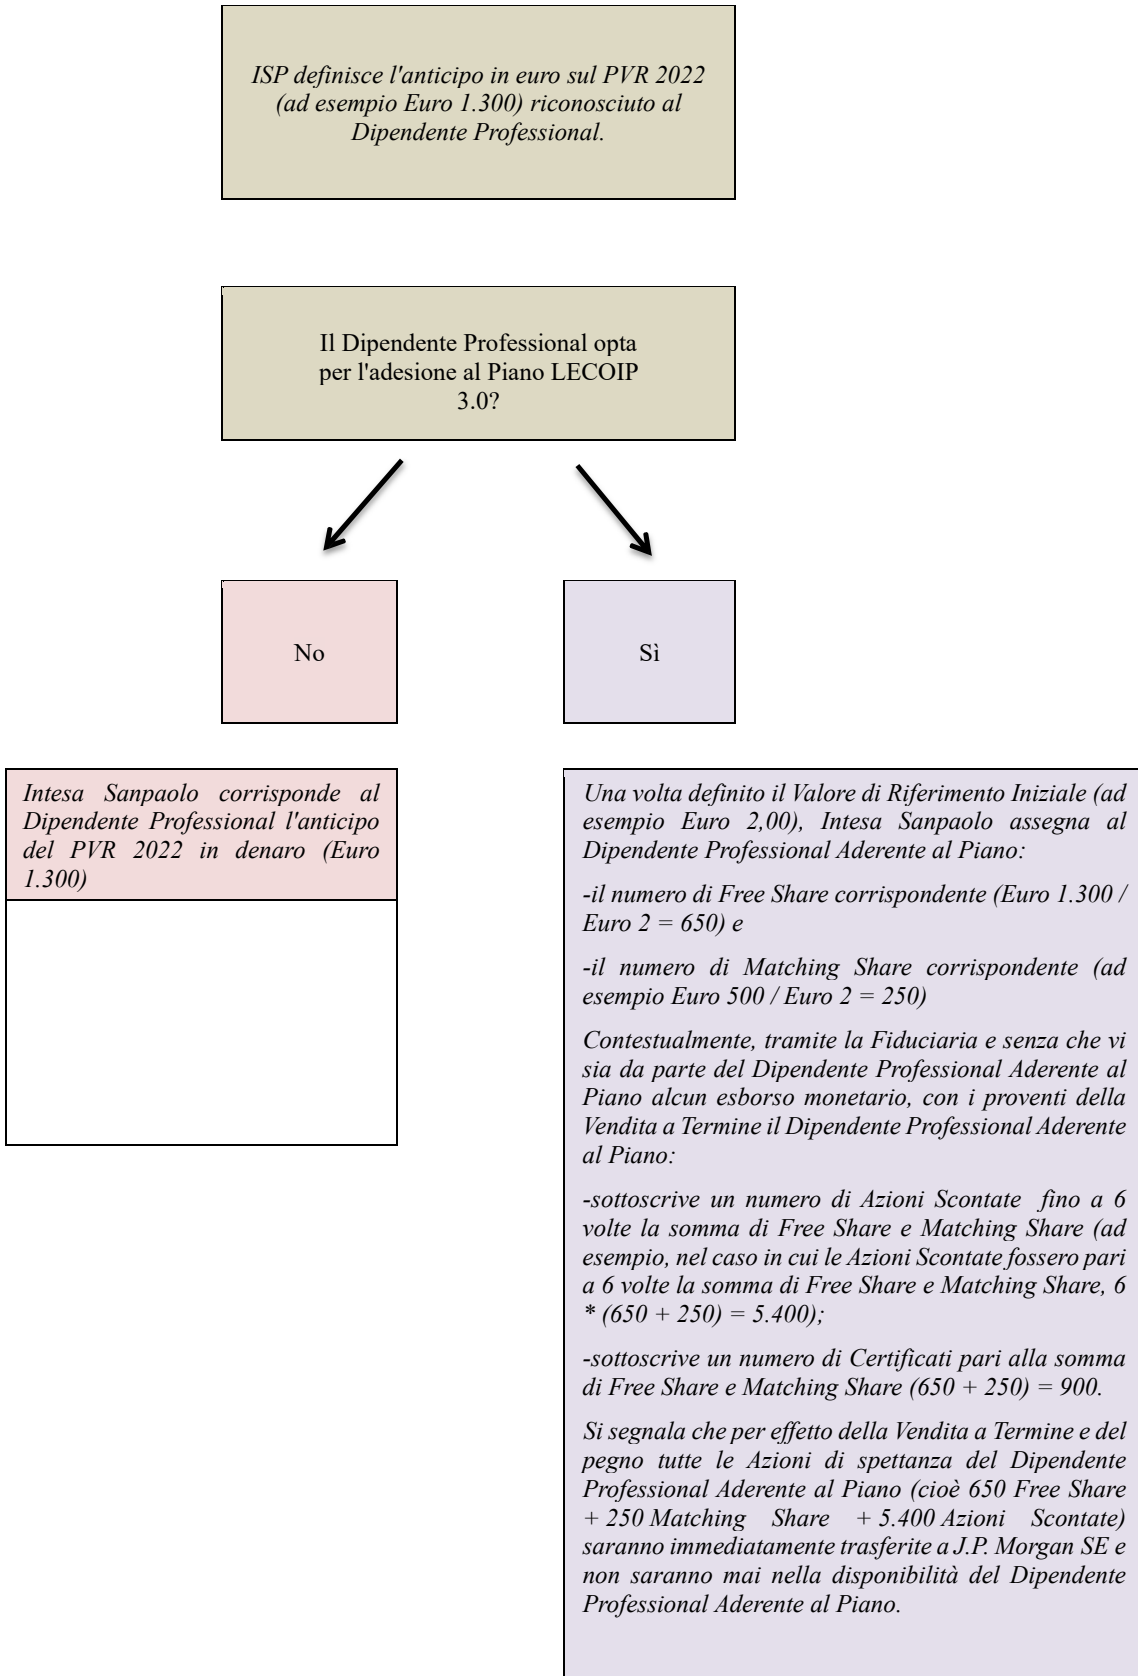 ISP definisce l'anticipo in euro sul PVR 2022
(ad esempio Euro 1.300) riconosciuto al
Dipendente Professional.
Il Dipendente Professional opta
per l'adesione al Piano LECOIP
3.0?
No
Sì
Intesa Sanpaolo corrisponde al
Dipendente Professional l'anticipo
del PVR 2022 in denaro (Euro
1.300)
Una volta definito il Valore di Riferimento Iniziale (ad
esempio Euro 2,00), Intesa Sanpaolo assegna al
Dipendente Professional Aderente al Piano:
-il numero di Free Share corrispondente (Euro 1.300 /
Euro 2 = 650) e
-il numero di Matching Share corrispondente (ad
esempio Euro 500 / Euro 2 = 250)
Contestualmente, tramite la Fiduciaria e senza che vi
sia da parte del Dipendente Professional Aderente al
Piano alcun esborso monetario, con i proventi della
Vendita a Termine il Dipendente Professional Aderente
al Piano:
-sottoscrive un numero di Azioni Scontate fino a 6
volte la somma di Free Share e Matching Share (ad
esempio, nel caso in cui le Azioni Scontate fossero pari
a 6 volte la somma di Free Share e Matching Share, 6
* (650 + 250) = 5.400);
-sottoscrive un numero di Certificati pari alla somma
di Free Share e Matching Share (650 + 250) = 900.
Si segnala che per effetto della Vendita a Termine e del
pegno tutte le Azioni di spettanza del Dipendente
Professional Aderente al Piano (cioè 650 Free Share
+ 250 Matching Share + 5.400 Azioni Scontate)
saranno immediatamente trasferite a J.P. Morgan SE e
non saranno mai nella disponibilità del Dipendente
Professional Aderente al Piano.